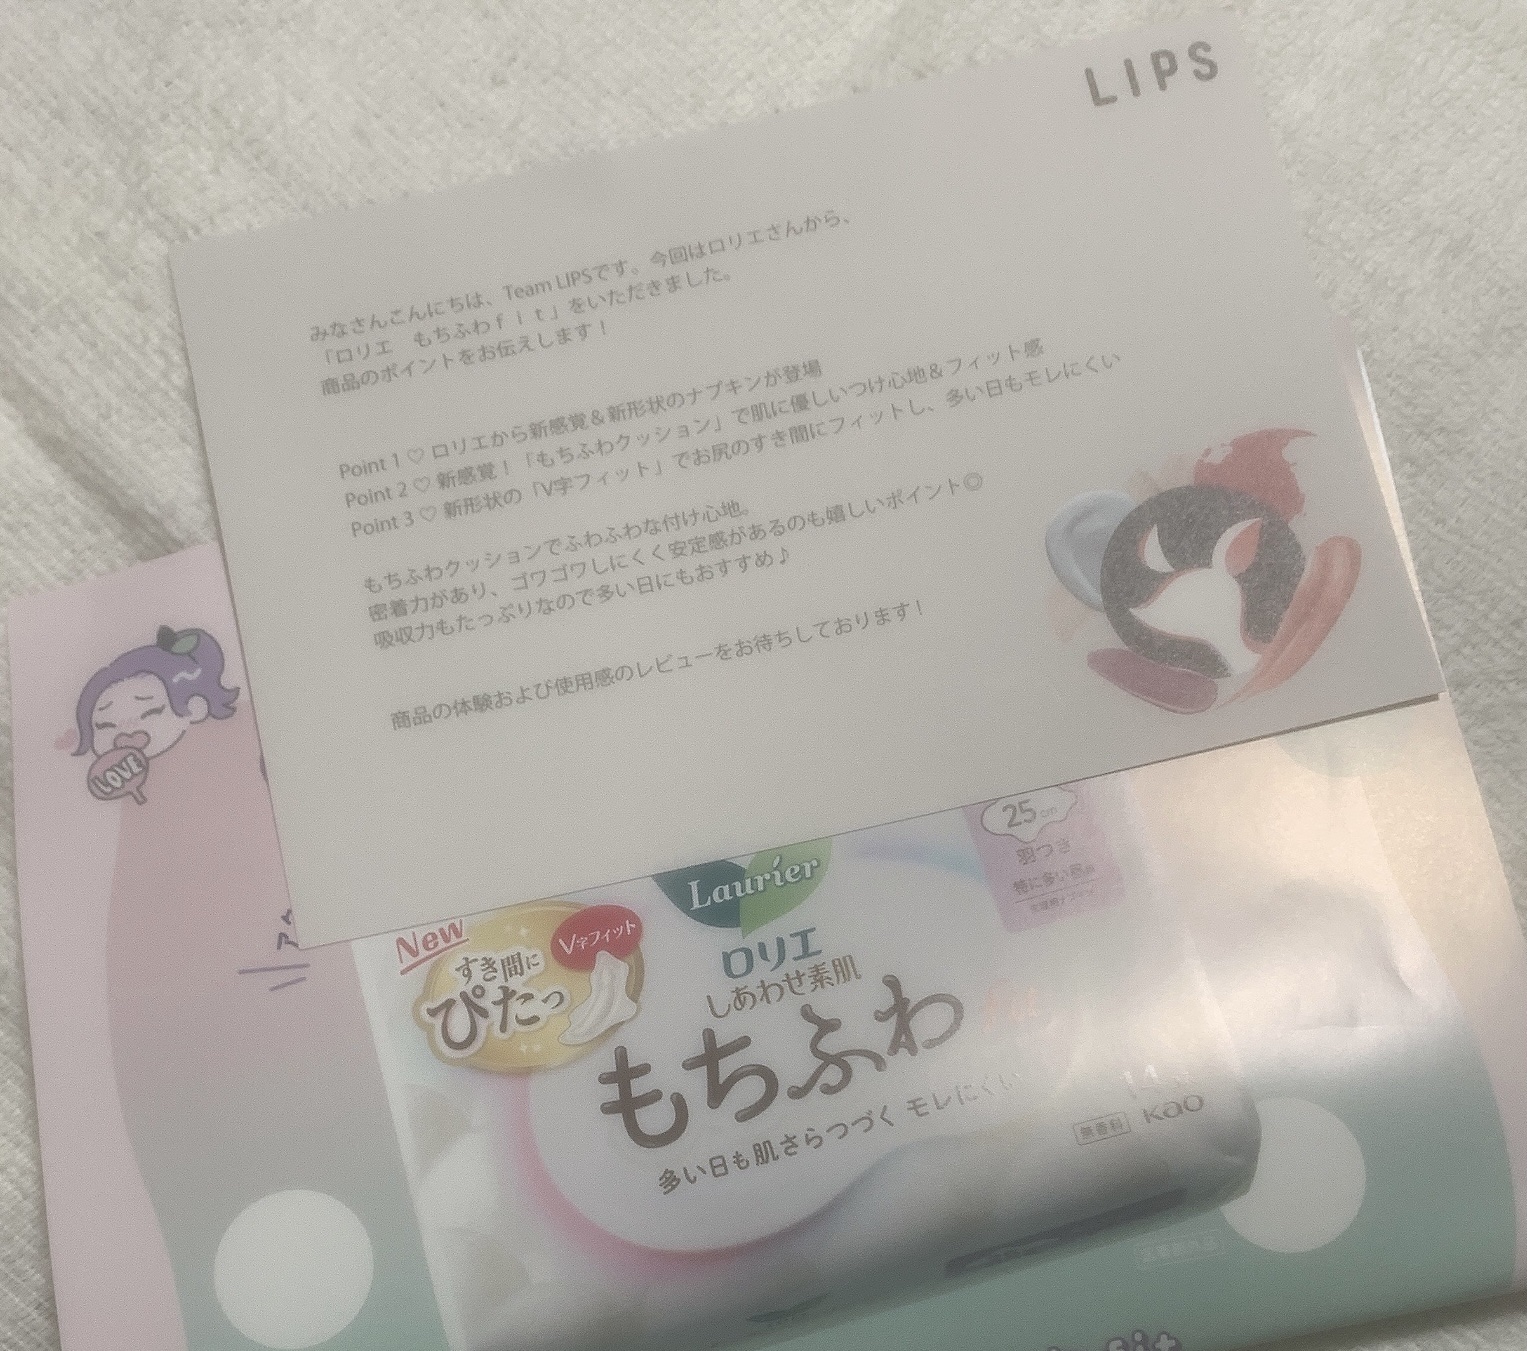 LIPS
みなさんこんにちは、Team LIPSです。今回はロリエさんから、
「ロリエ　もちふわｆｉｔ」をいただきました。
商品のポイントをお伝えします！
Point 1 ♡ ロリエから新感覚＆新形状のナプキンが登場
Point 2 ♡ 新感覚！「もちふわクッション」で肌に優しいつけ心地＆フィット感
Point 3 ♡ 新形状の「V字フィット」でお尻のすき間にフィットし、多い日もモレにくい
もちふわクッションでふわふわな付け心地。
密着力があり、ゴワゴワしにくく安定感があるのも嬉しいポイント◎
吸収力もたっぷりなので多い日にもおすすめ♪
商品の体験および使用感のレビューをお待ちしております！
LOVE
25cm
羽つき
特に多い昼用
Laurier
New
V字フィット
すき間に
ぴたっ
ロリエ
しあわせ素肌
もちふわ
fit
多い日も肌さらつづく モレにくい
無香料
kao
fit